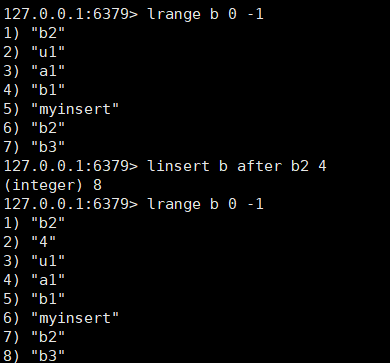 127.0.0.1:6379> lrange b 0 -1
1) "b2"
2) "u1"
3) "a1"
4) "b1"
5) "myinsert"
6) "b2"
7) "b3"
127.0.0.1:6379> linsert b after b2 4
(integer) 8
127.0.0.1:6379> lrange b 0 -1
1) "b2"
2) "4"
3) "u1"
4) "a1"
5) "b1"
6) "myinsert"
7) "b2"
8) "b3"